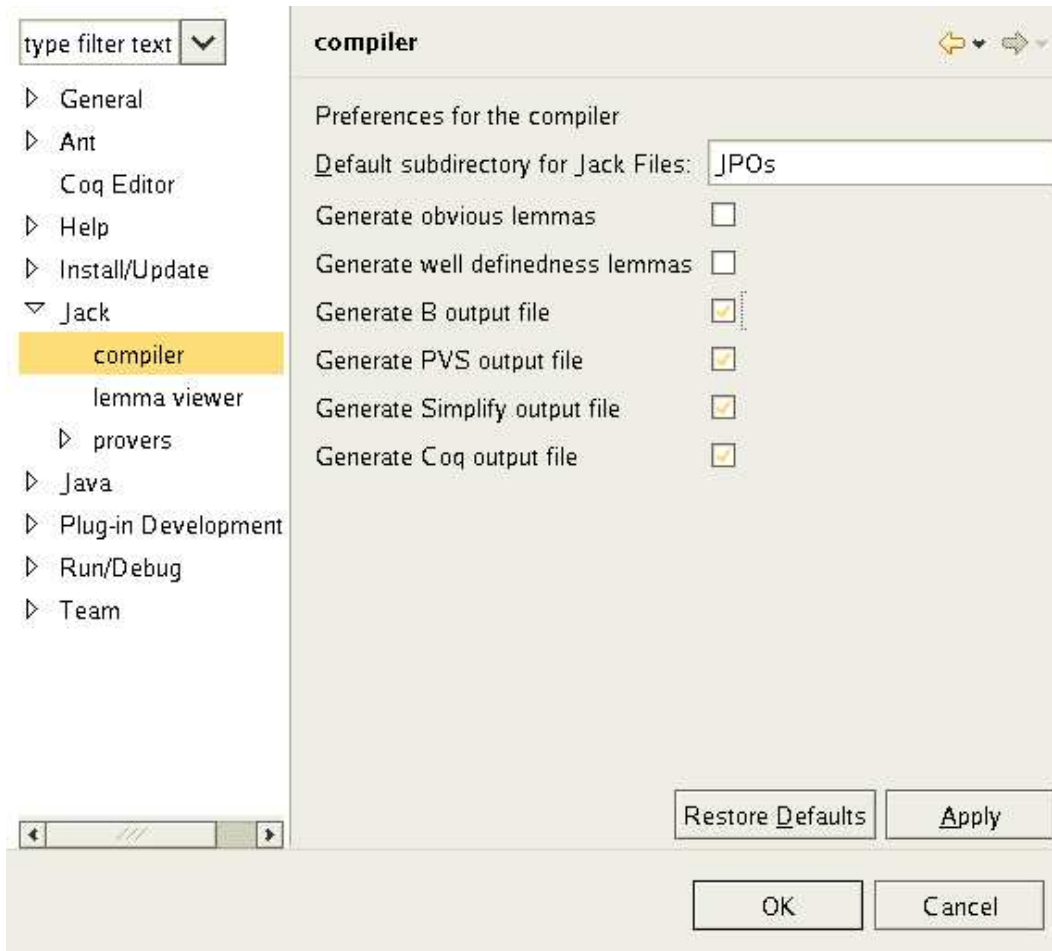 type filter text
General
Ant
Coq Editor
Help
Install/Update
Jack
compiler
lemma viewer
provers
Java
Plug-in Development
Run/Debug
Team
compiler
Preferences for the compiler
Default subdirectory for Jack Files: JPOs
Generate obvious lemmas
Generate well definedness lemmas
Generate B output file
Generate PVS output file
Generate Simplify output file
Generate Coq output file
Restore Defaults Apply
OK Cancel